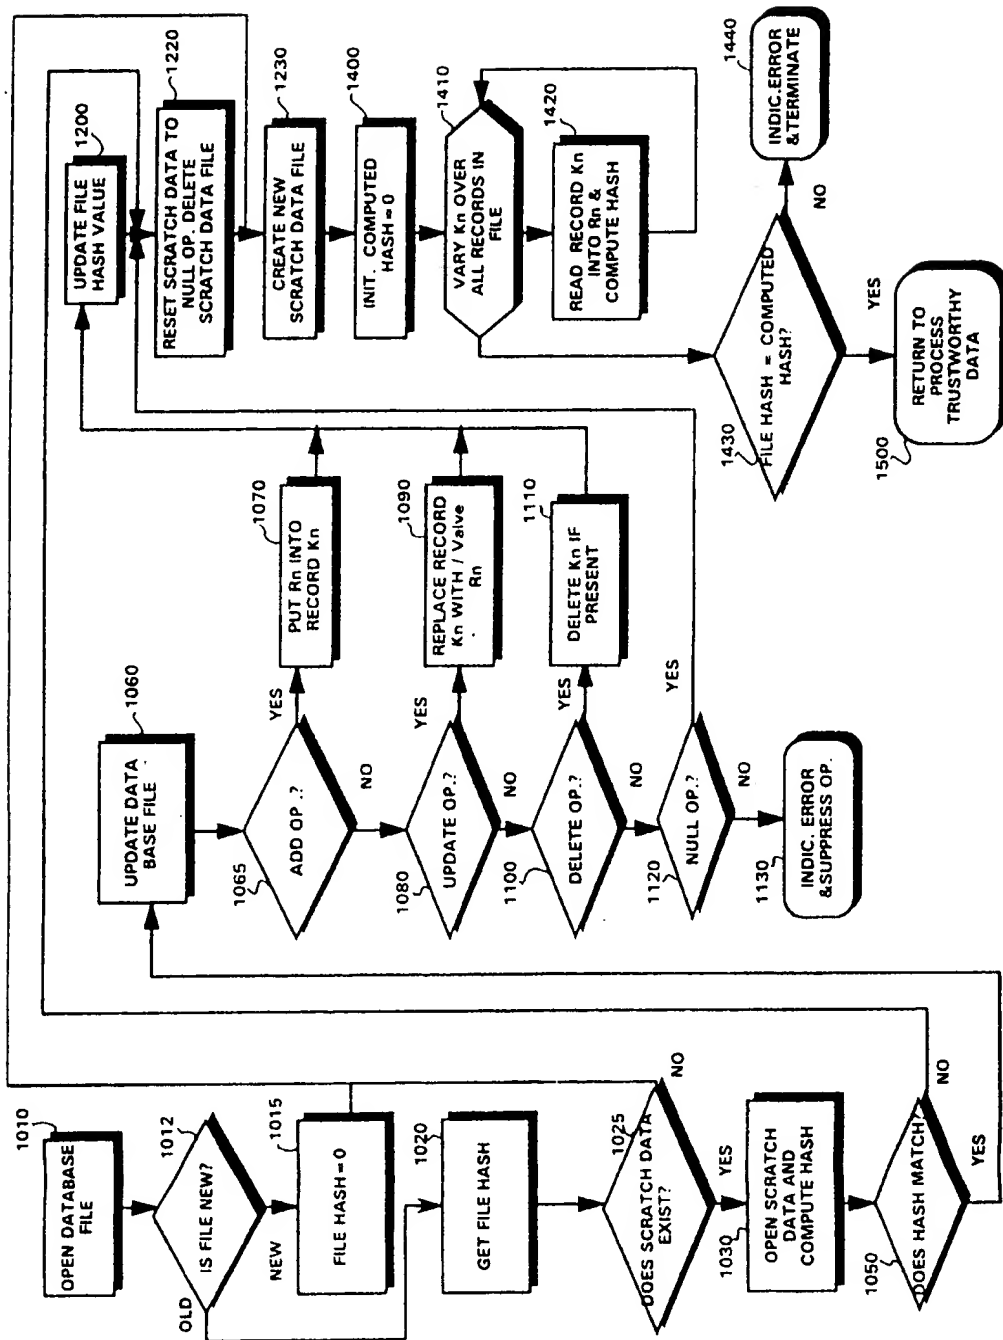 1010
OPEN DATABASE
FILE
1012
IS FILE NEW?
OLD
NEW
1015
FILE HASH = 0
1020
GET FILE HASH
1025
DOES SCRATCH DATA
EXIST?
NO
YES
1030
OPEN SCRATCH
DATA AND
COMPUTE HASH
1050
DOES HASH MATCH?
NO
YES
1060
UPDATE DATA
BASE FILE
1065
ADD OP .?
YES
NO
1070
PUT Rn INTO
RECORD Kn
1080
UPDATE OP.?
YES
NO
1090
REPLACE RECORD
Kn WITH / Valve
Rn
1100
DELETE OP.?
YES
NO
1110
DELETE Kn IF
PRESENT
1120
NULL OP.?
YES
NO
1130
INDIC. ERROR
&SUPPRESS OP.
1200
UPDATE FILE
HASH VALUE
1220
RESET SCRATCH DATA TO
NULL OP. DELETE
SCRATCH DATA FILE
1230
CREATE NEW
SCRATCH DATA FILE
1400
INIT. COMPUTED
HASH = 0
1410
VARY Kn OVER
ALL RECORDS IN
FILE
1420
READ RECORD Kn
INTO Rn &
COMPUTE HASH
1430
FILE HASH = COMPUTED
HASH?
NO
YES
1440
INDIC. ERROR
&TERMINATE
1500
RETURN TO
PROCESS
TRUSTWORTHY
DATA